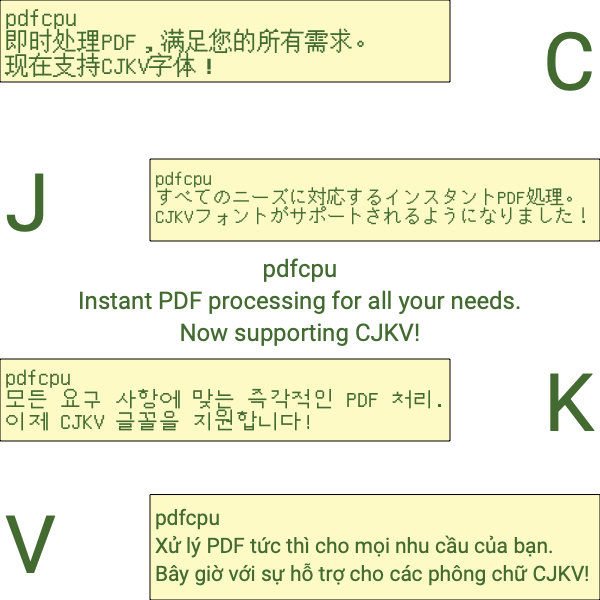 pdfcpu
即时处理PDF，满足您的所有需求。
现在支持CJKV字体！
C
J
pdfcpu
すべてのニーズに対応するインスタントPDF処理。
CJKVフォントがサポートされるようになりました！
pdfcpu
Instant PDF processing for all your needs.
Now supporting CJKV!
pdfcpu
모든 요구 사항에 맞는 즉각적인 PDF 처리.
이제 CJKV 글꼴을 지원합니다!
K
V
pdfcpu
Xử lý PDF tức thì cho mọi nhu cầu của bạn.
Bây giờ với sự hỗ trợ cho các phông chữ CJKV!